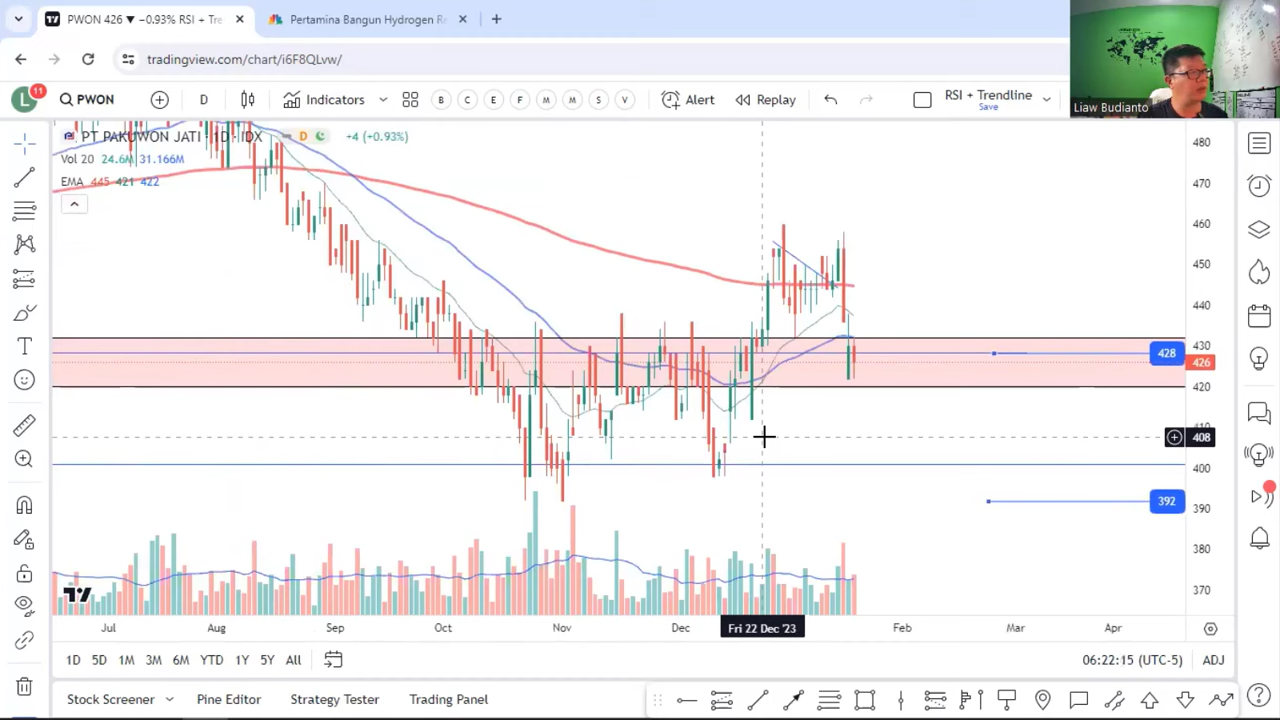 PWON 426 ▼ −0.93% RSI + Tre
Pertamina Bangun Hydrogen Re
tradingview.com/chart/i6F8QLvw/
L
11
PWON
D
Indicators
B C E F M M S V
Alert
Replay
RSI + Trendline
Save
Liaw Budianto
PT PAKUWON JATI · 1D · IDX
D
+4 (+0.93%)
Vol 20 24.6M 31.166M
EMA 445 421 422
480
470
460
450
440
430
428
426
420
410
408
400
392
390
380
370
Jul
Aug
Sep
Oct
Nov
Dec
Fri 22 Dec '23
Feb
Mar
Apr
1D 5D 1M 3M 6M YTD 1Y 5Y All
06:22:15 (UTC-5)
ADJ
Stock Screener
Pine Editor
Strategy Tester
Trading Panel